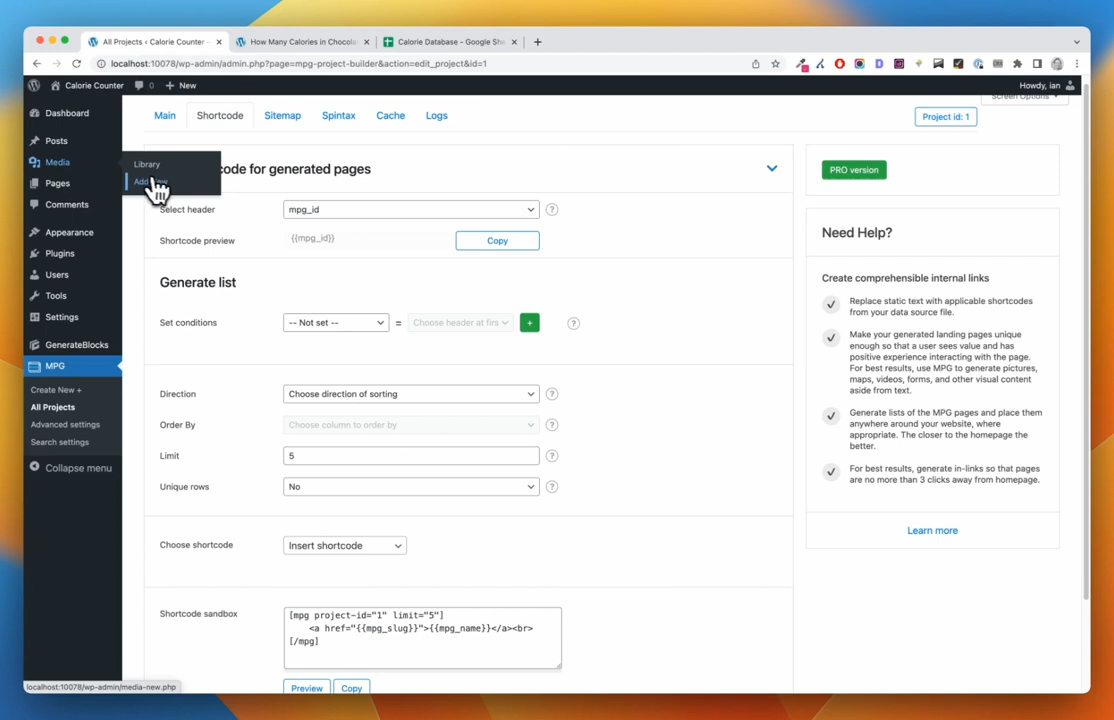 All Projects ‹ Calorie Counter –
How Many Calories in Chocola
Calorie Database - Google She
localhost:10078/wp-admin/admin.php?page=mpg-project-builder&action=edit_project&id=1
Calorie Counter
0
New
Howdy, ian
Screen Options
Dashboard
Posts
Media
Pages
Comments
Appearance
Plugins
Users
Tools
Settings
GenerateBlocks
MPG
Create New +
All Projects
Advanced settings
Search settings
Collapse menu
Library
Main
Shortcode
Sitemap
Spintax
Cache
Logs
Project id: 1
code for generated pages
Select header
mpg_id
?
Shortcode preview
{{mpg_id}}
Copy
Generate list
Set conditions
-- Not set --
=
Choose header at firs
+
?
Direction
Choose direction of sorting
?
Order By
Choose column to order by
?
Limit
5
?
Unique rows
No
?
Choose shortcode
Insert shortcode
Shortcode sandbox
[mpg project-id="1" limit="5"]
<a href="{{mpg_slug}}">{{mpg_name}}</a><br>
[/mpg]
Preview
Copy
PRO version
Need Help?
Create comprehensible internal links
Replace static text with applicable shortcodes
from your data source file.
Make your generated landing pages unique
enough so that a user sees value and has
positive experience interacting with the page.
For best results, use MPG to generate pictures,
maps, videos, forms, and other visual content
aside from text.
Generate lists of the MPG pages and place them
anywhere around your website, where
appropriate. The closer to the homepage the
better.
For best results, generate in-links so that pages
are no more than 3 clicks away from homepage.
Learn more
localhost:10078/wp-admin/media-new.php